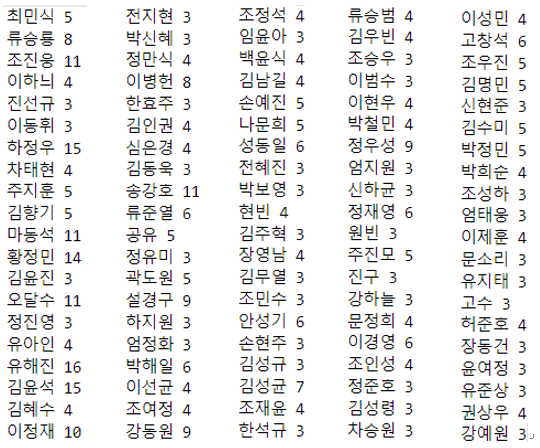 최민식 5
류승룡 8
조진웅 11
이하늬 4
진선규 3
이동휘 3
하정우 15
차태현 4
주지훈 5
김향기 5
마동석 11
황정민 14
김윤진 3
오달수 11
정진영 3
유아인 4
유해진 16
김윤석 15
김혜수 4
이정재 10
전지현 3
박신혜 3
정만식 4
이병헌 8
한효주 3
김인권 4
심은경 4
김동욱 3
송강호 11
류준열 6
공유 5
정유미 3
곽도원 5
설경구 9
하지원 3
엄정화 3
박해일 6
이선균 4
조여정 4
강동원 9
조정석 4
임윤아 3
백윤식 4
김남길 4
손예진 5
나문희 5
성동일 6
전혜진 3
박보영 3
현빈 4
김주혁 3
장영남 4
김무열 3
조민수 3
안성기 6
손현주 3
김성규 3
김성균 7
조재윤 4
한석규 3
류승범 4
김우빈 4
조승우 3
이범수 3
이현우 4
박철민 4
정우성 9
엄지원 3
신하균 3
정재영 6
원빈 3
주진모 5
진구 3
강하늘 3
문정희 4
이경영 6
조인성 4
정준호 3
김성령 3
차승원 3
이성민 4
고창석 6
조우진 5
김명민 5
신현준 3
김수미 5
박정민 5
박희순 4
조성하 3
엄태웅 3
이제훈 4
문소리 3
유지태 3
고수 3
허준호 4
장동건 3
윤여정 3
유준상 3
권상우 4
강예원 3